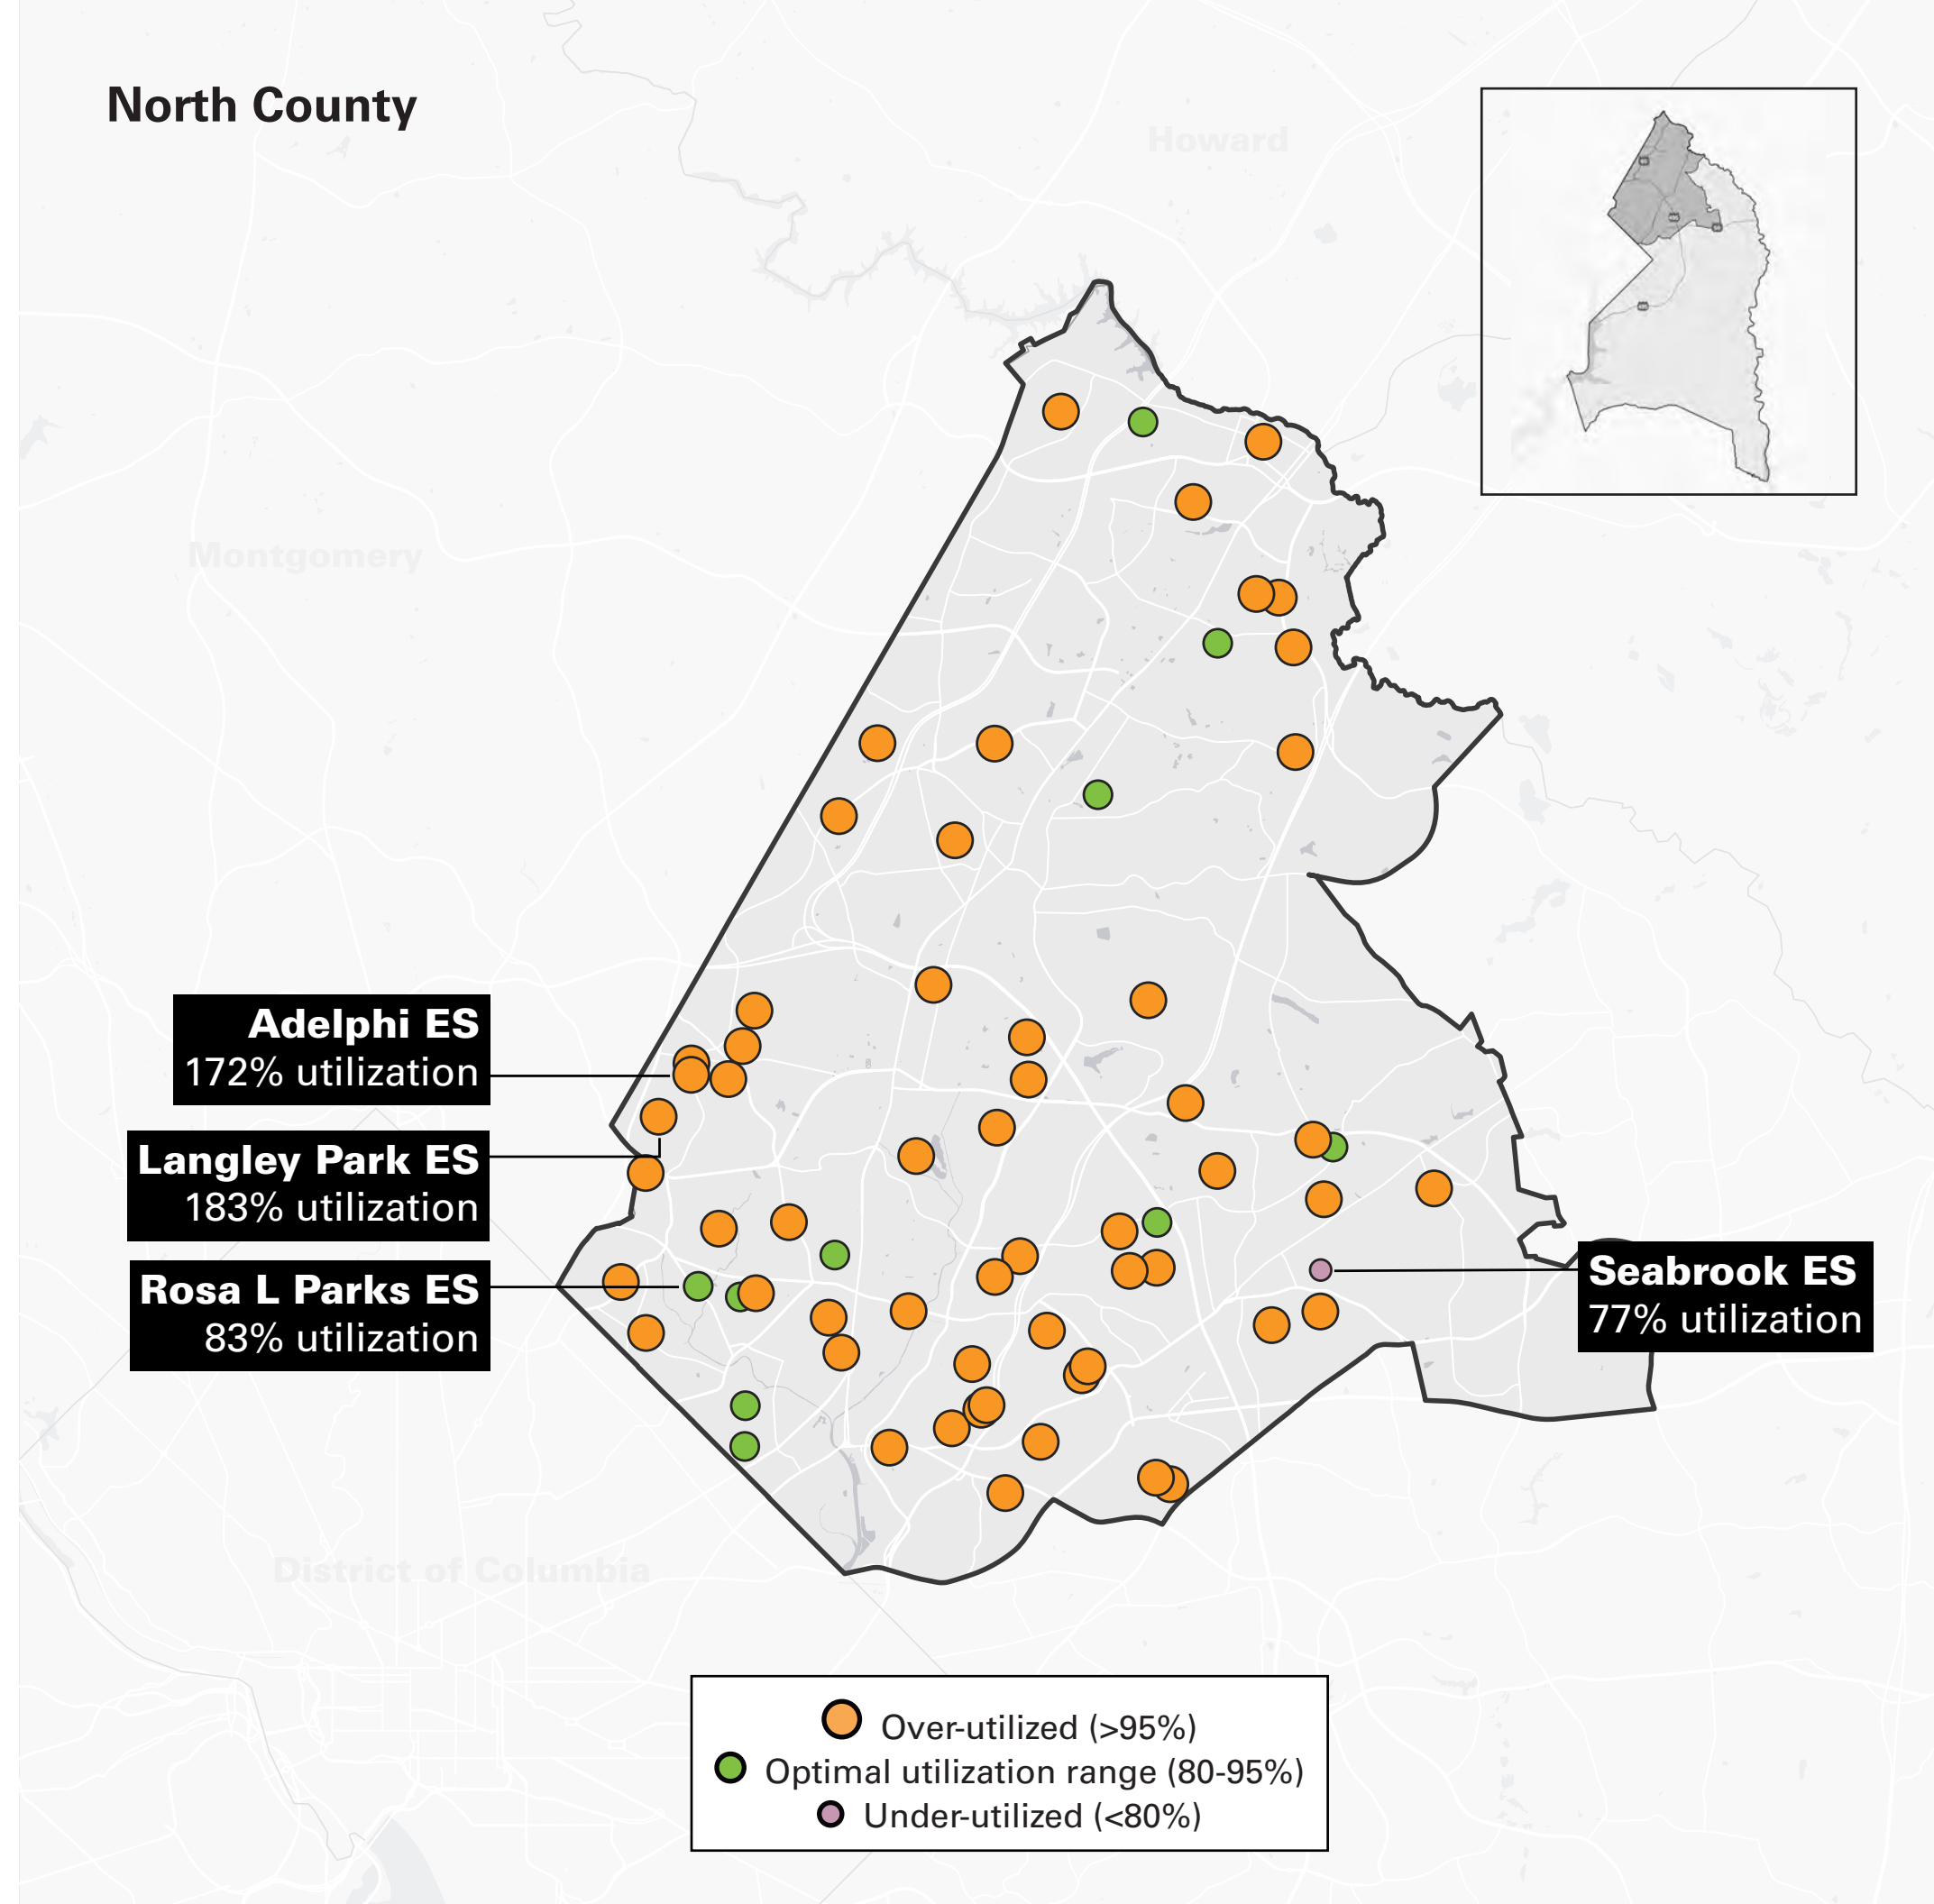 North County
Howard
Montgomery
Adelphi ES
172% utilization
Langley Park ES
183% utilization
Rosa L Parks ES
83% utilization
Seabrook ES
77% utilization
District of Columbia
Over-utilized (>95%)
Optimal utilization range (80-95%)
Under-utilized (<80%)